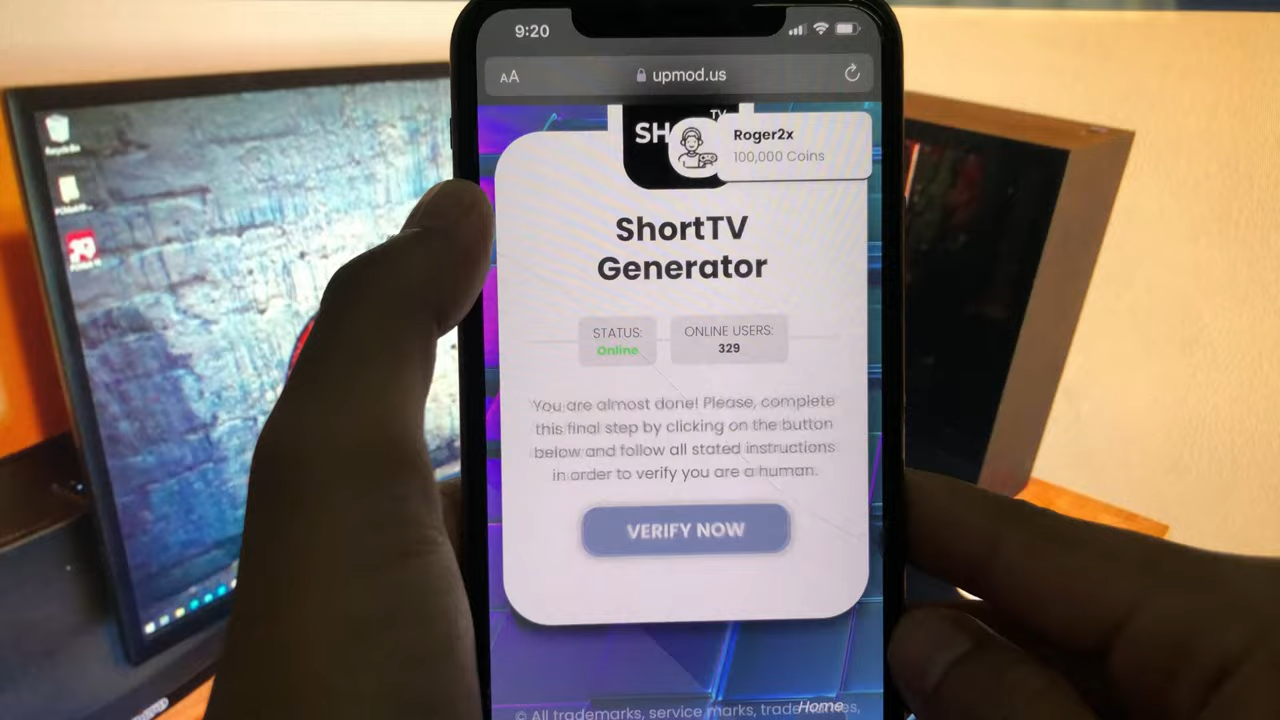 9:20
AA
upmod.us
SH
TV
Roger2x
100,000 Coins
ShortTV
Generator
STATUS:
Online
ONLINE USERS:
329
You are almost done! Please, complete
this final step by clicking on the button
below and follow all stated instructions
in order to verify you are a human.
VERIFY NOW
© All trademarks, service marks, trade names,
Home